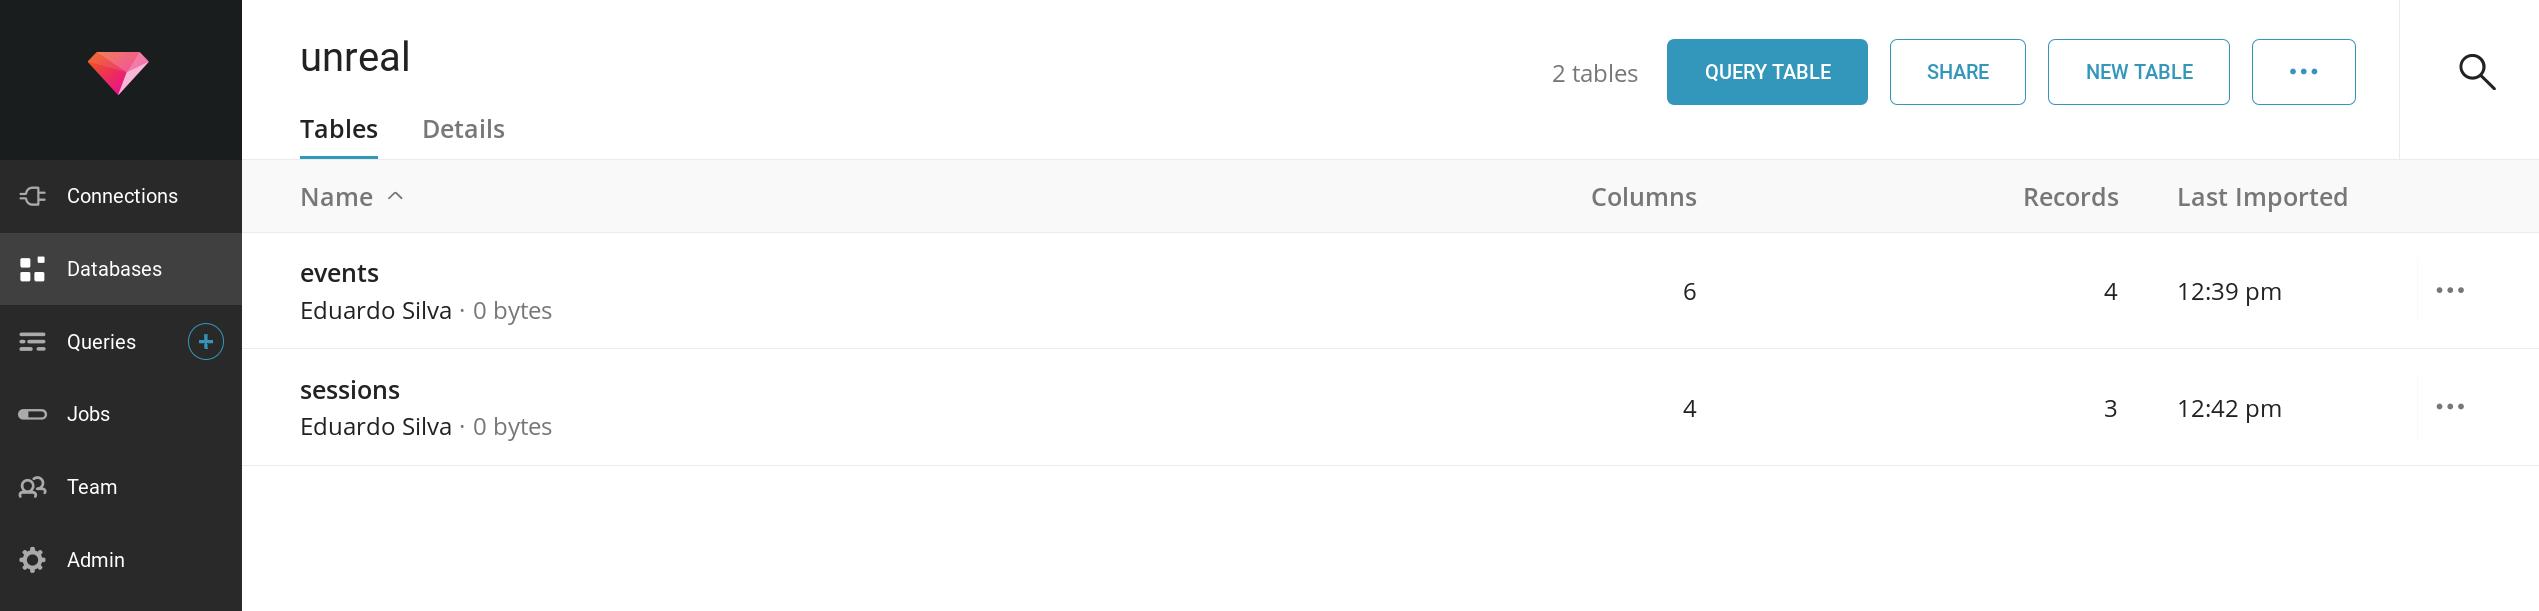 unreal
2 tables
QUERY TABLE
SHARE
NEW TABLE
Tables
Details
Connections
Databases
Queries
Jobs
Team
Admin
Name
Columns
Records
Last Imported
events
Eduardo Silva · 0 bytes
6
4
12:39 pm
sessions
Eduardo Silva · 0 bytes
4
3
12:42 pm